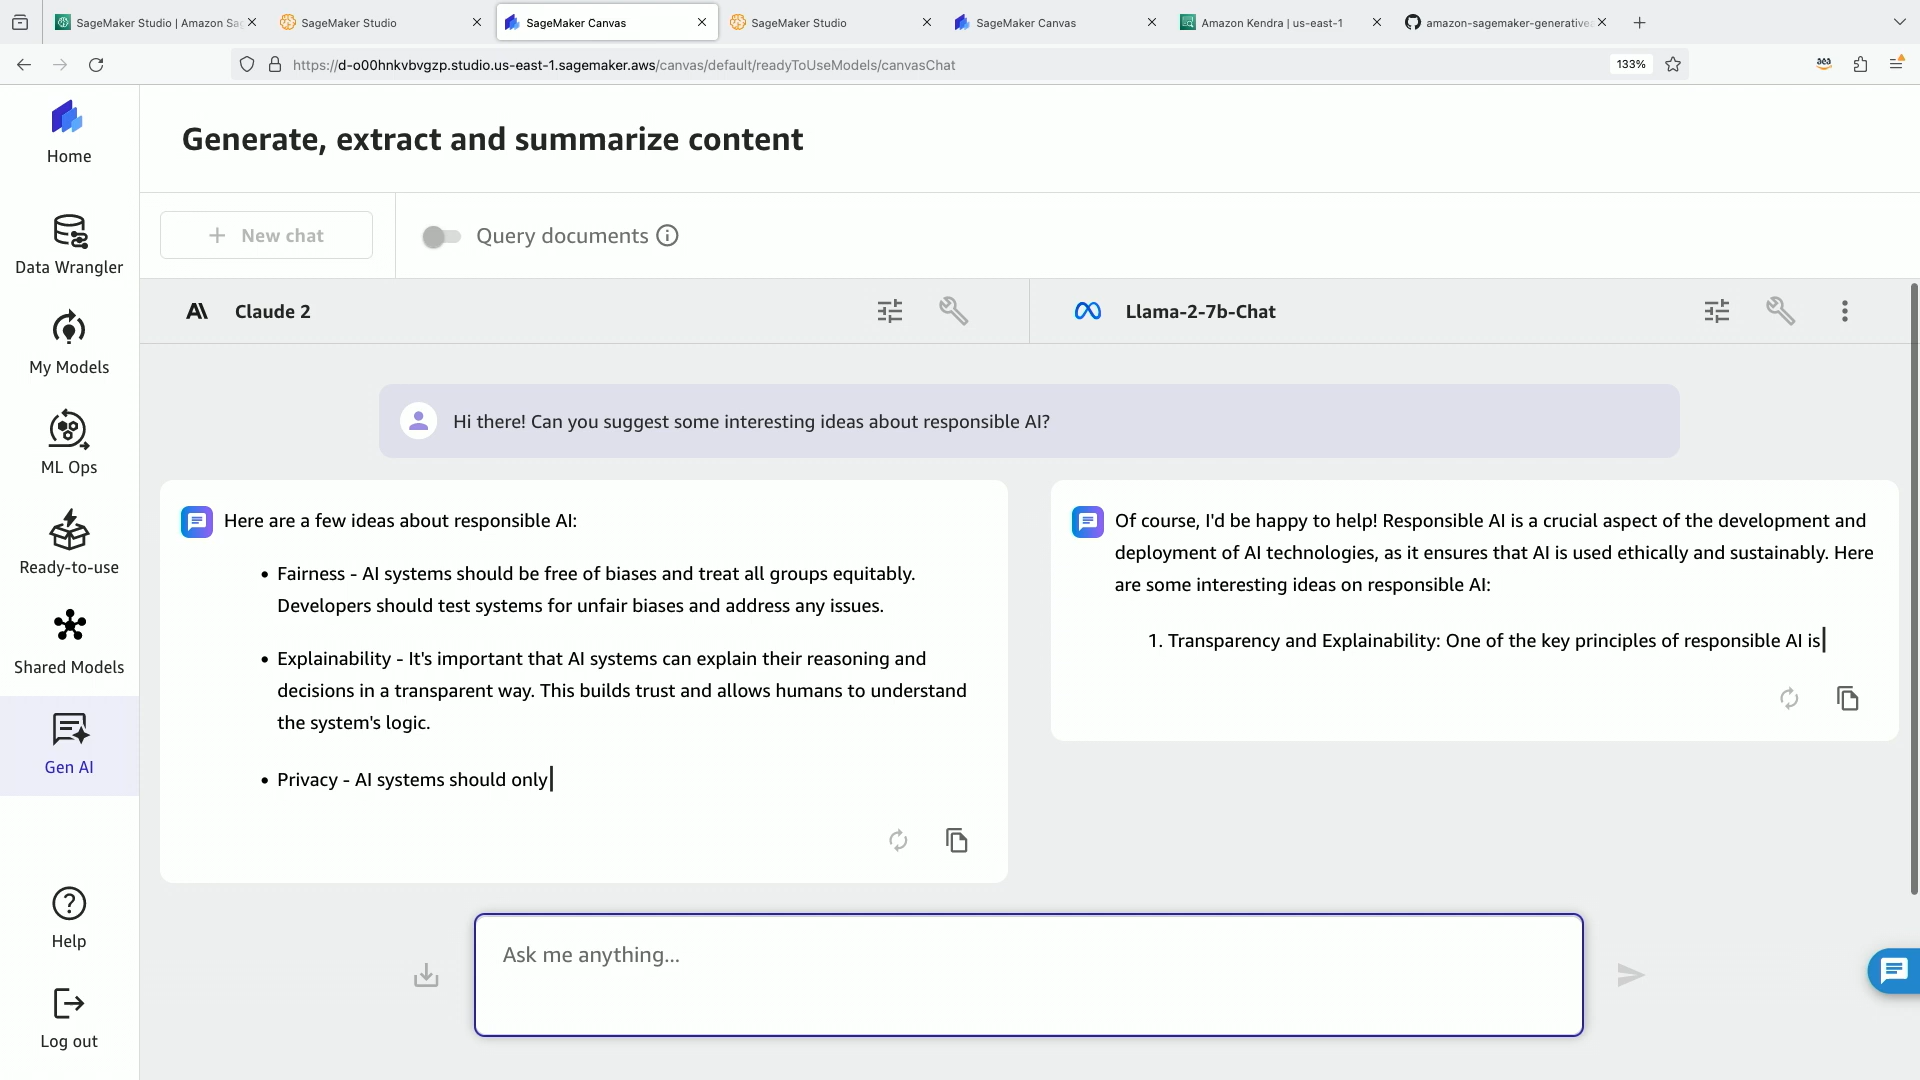 SageMaker Studio | Amazon Sa
SageMaker Studio
SageMaker Canvas
SageMaker Studio
SageMaker Canvas
Amazon Kendra | us-east-1
amazon-sagemaker-generativea
https://d-o00hnkvbvgzp.studio.us-east-1.sagemaker.aws/canvas/default/readyToUseModels/canvasChat
133%
Home
Data Wrangler
My Models
ML Ops
Ready-to-use
Shared Models
Gen AI
Help
Log out
Generate, extract and summarize content
+ New chat
Query documents
Claude 2
Llama-2-7b-Chat
Hi there! Can you suggest some interesting ideas about responsible AI?
Here are a few ideas about responsible AI:
• Fairness - AI systems should be free of biases and treat all groups equitably.
Developers should test systems for unfair biases and address any issues.
• Explainability - It's important that AI systems can explain their reasoning and
decisions in a transparent way. This builds trust and allows humans to understand
the system's logic.
• Privacy - AI systems should only
Of course, I'd be happy to help! Responsible AI is a crucial aspect of the development and
deployment of AI technologies, as it ensures that AI is used ethically and sustainably. Here
are some interesting ideas on responsible AI:
1. Transparency and Explainability: One of the key principles of responsible AI is
Ask me anything...